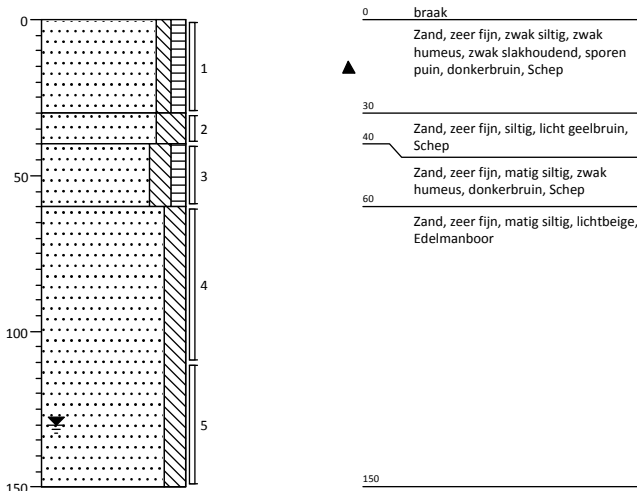 0
50
100
150
1
2
3
4
5
0
braak
Zand, zeer fijn, zwak siltig, zwak
humeus, zwak slakhoudend, sporen
puin, donkerbruin, Schep
30
Zand, zeer fijn, siltig, licht geelbruin,
Schep
40
Zand, zeer fijn, matig siltig, zwak
humeus, donkerbruin, Schep
60
Zand, zeer fijn, matig siltig, lichtbeige,
Edelmanboor
150